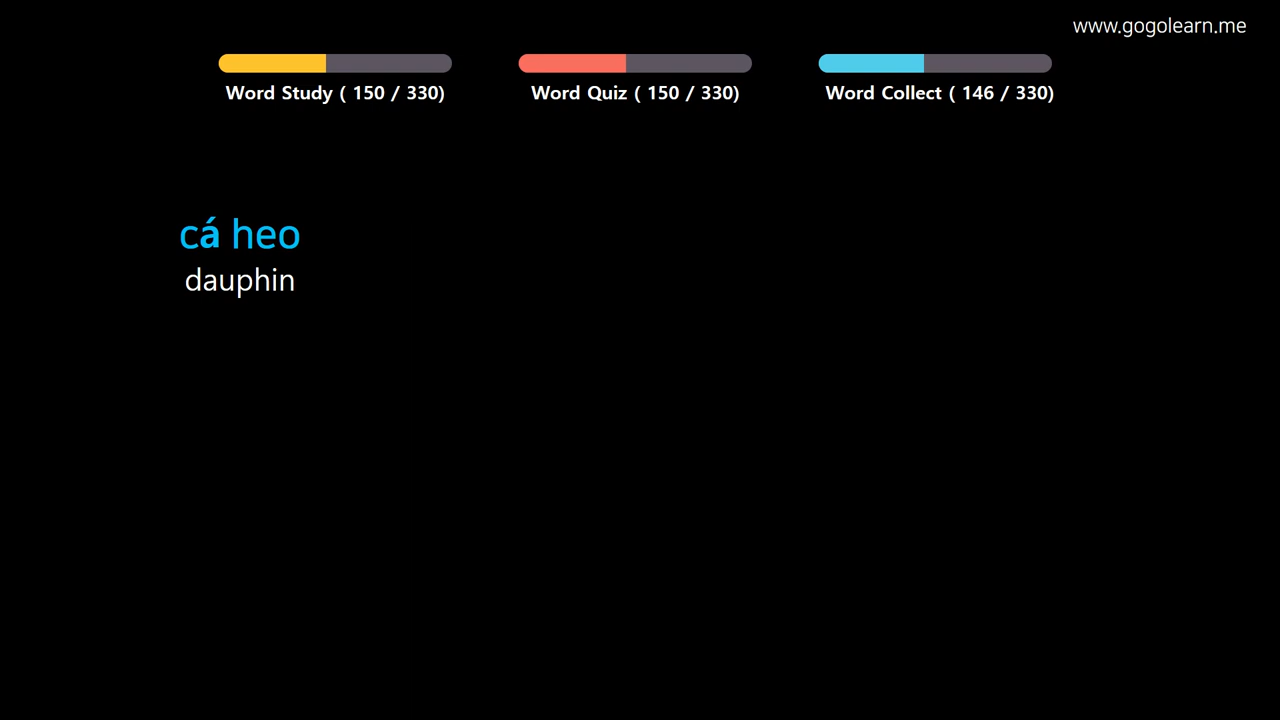 www.gogolearn.me
Word Study ( 150 / 330)
Word Quiz ( 150 / 330)
Word Collect ( 146 / 330)
cá heo
dauphin